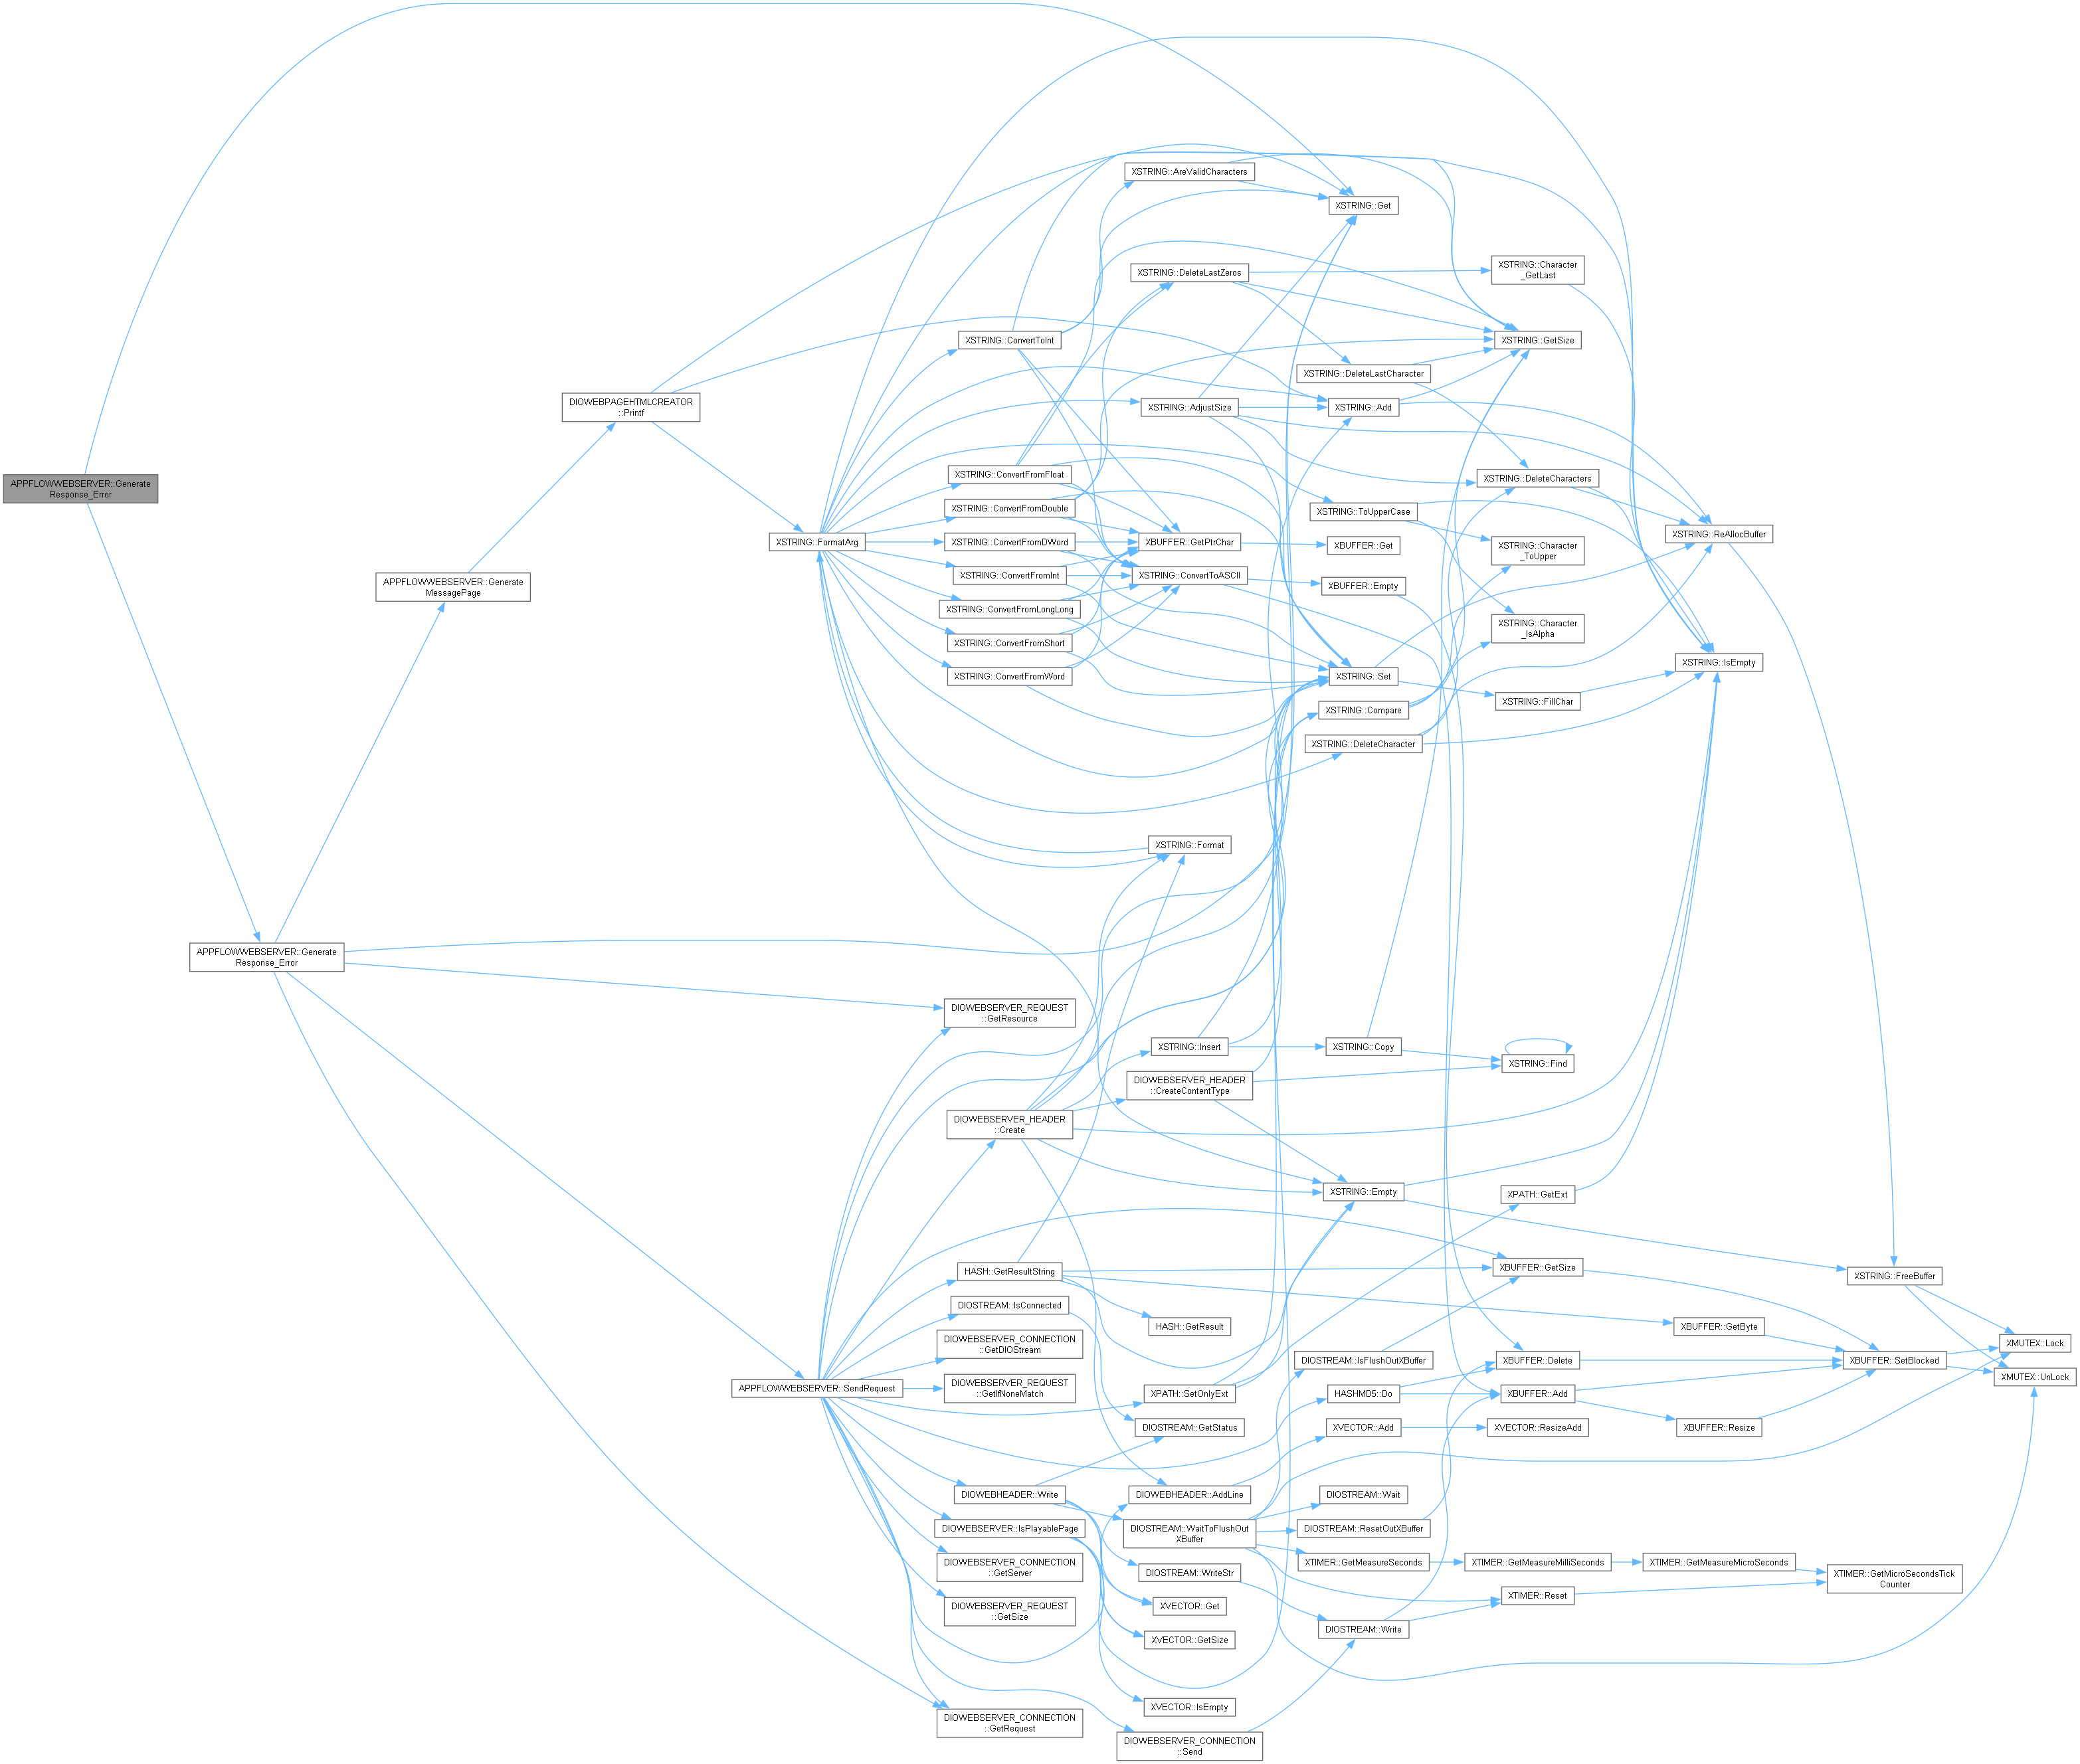 APPFLOWWEBSERVER::Generate
Response_Error
APPFLOWWEBSERVER::Generate
Response_Error
APPFLOWWEBSERVER::Generate
MessagePage
DIOWEBPAGEHTMLCREATOR
::Printf
APPFLOWWEBSERVER::SendRequest
XSTRING::FormatArg
XSTRING::ConvertToInt
XSTRING::ConvertFromFloat
XSTRING::ConvertFromDouble
XSTRING::ConvertFromDWord
XSTRING::ConvertFromInt
XSTRING::ConvertFromLongLong
XSTRING::ConvertFromShort
XSTRING::ConvertFromWord
DIOWEBSERVER_REQUEST
::GetResource
DIOWEBSERVER_HEADER
::Create
HASH::GetResultString
DIOSTREAM::IsConnected
DIOWEBSERVER_CONNECTION
::GetDIOStream
DIOWEBSERVER_REQUEST
::GetIfNoneMatch
DIOWEBHEADER::Write
DIOWEBSERVER::IsPlayablePage
DIOWEBSERVER_CONNECTION
::GetServer
DIOWEBSERVER_REQUEST
::GetSize
DIOWEBSERVER_CONNECTION
::GetRequest
XSTRING::AreValidCharacters
XSTRING::DeleteLastZeros
XSTRING::AdjustSize
XBUFFER::GetPtrChar
XSTRING::ConvertToASCII
XSTRING::Format
XSTRING::Insert
DIOWEBSERVER_HEADER
::CreateContentType
HASH::GetResult
XPATH::SetOnlyExt
DIOSTREAM::GetStatus
DIOWEBHEADER::AddLine
DIOSTREAM::WaitToFlushOut
XBuffer
DIOSTREAM::WriteStr
XVECTOR::Get
XVECTOR::GetSize
XVECTOR::IsEmpty
DIOWEBSERVER_CONNECTION
::Send
XSTRING::Get
XSTRING::DeleteLastCharacter
XSTRING::Add
XSTRING::ToUpperCase
XBUFFER::Get
XBUFFER::Empty
XSTRING::Set
XSTRING::Compare
XSTRING::DeleteCharacter
XSTRING::Copy
XSTRING::Empty
DIOSTREAM::IsFlushOutXBuffer
HASHMD5::Do
XVECTOR::Add
DIOSTREAM::Wait
DIOSTREAM::ResetOutXBuffer
XTIMER::GetMeasureSeconds
DIOSTREAM::Write
XSTRING::Character
_GetLast
XSTRING::GetSize
XSTRING::DeleteCharacters
XSTRING::Character
_ToUpper
XSTRING::Character
_IsAlpha
XSTRING::FillChar
XSTRING::Find
XPATH::GetExt
XBUFFER::GetSize
XBUFFER::Delete
XBUFFER::Add
XVECTOR::ResizeAdd
XTIMER::GetMeasureMilliSeconds
XTIMER::Reset
XSTRING::ReAllocBuffer
XSTRING::IsEmpty
XBUFFER::GetByte
XBUFFER::Resize
XTIMER::GetMeasureMicroSeconds
XSTRING::FreeBuffer
XBUFFER::SetBlocked
XTIMER::GetMicroSecondsTick
Counter
XMUTEX::Lock
XMUTEX::UnLock